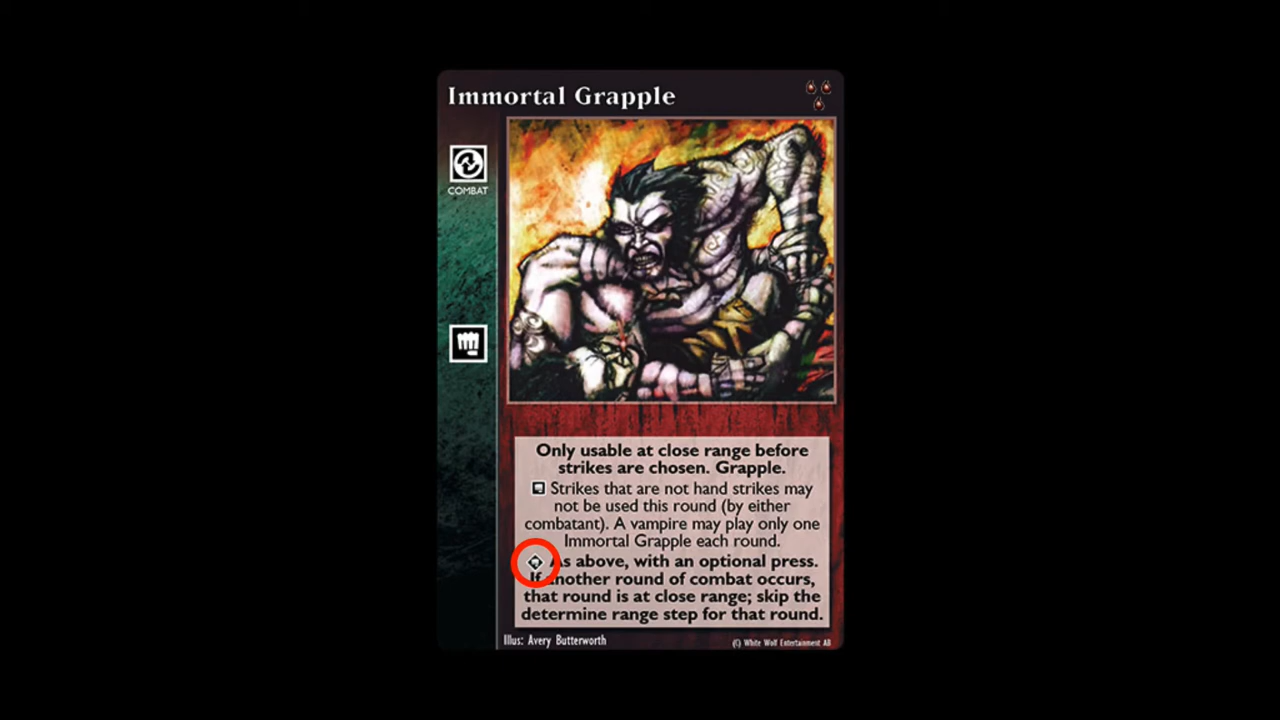 Immortal Grapple
COMBAT
Only usable at close range before
strikes are chosen. Grapple.
Strikes that are not hand strikes may
not be used this round (by either
combatant). A vampire may play only one
Immortal Grapple each round.
As above, with an optional press.
If another round of combat occurs,
that round is at close range; skip the
determine range step for that round.
Illus: Avery Butterworth
(C) White Wolf Entertainment AB